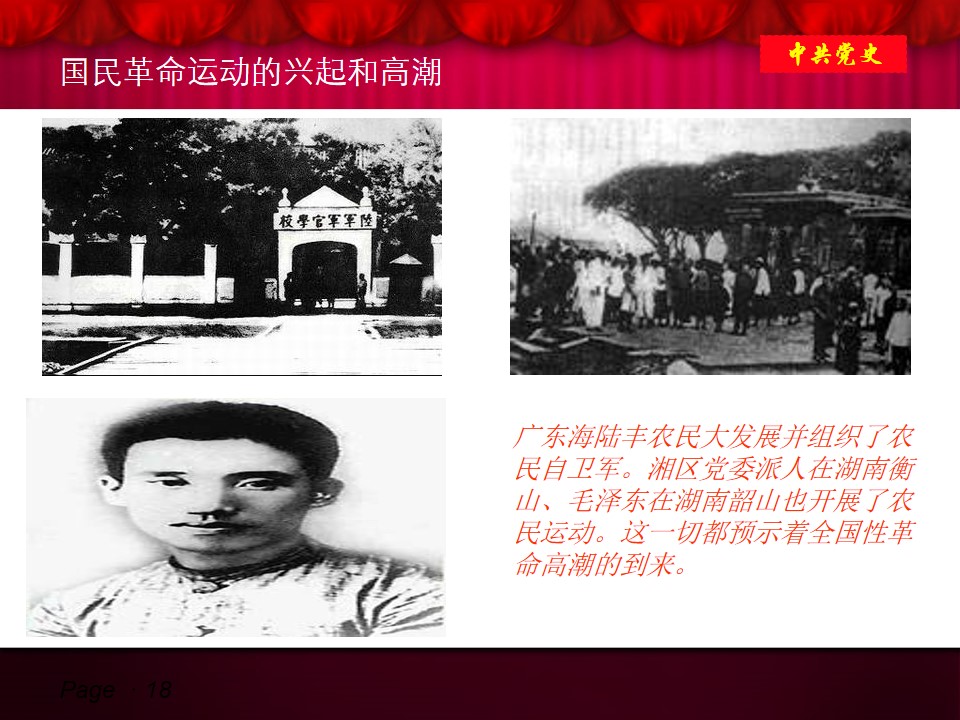 国民革命运动的兴起和高潮
中共党史
校學官軍軍陸
广东海陆丰农民大发展并组织了农
民自卫军。湘区党委派人在湖南衡
山、毛泽东在湖南韶山也开展了农
民运动。这一切都预示着全国性革
命高潮的到来。
Page 18